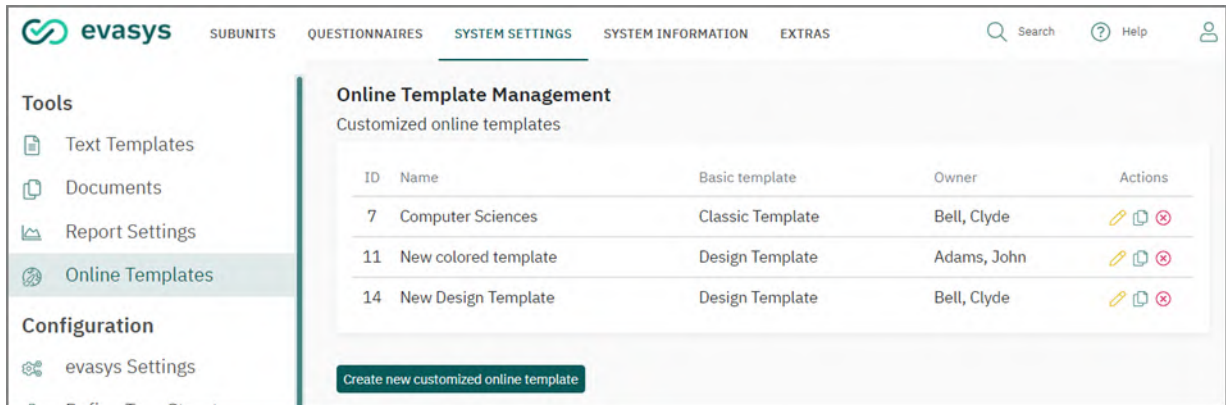 evasys SUBUNITS QUESTIONNAIRES SYSTEM SETTINGS SYSTEM INFORMATION EXTRAS Search Help
Tools
Text Templates
Documents
Report Settings
Online Templates
Configuration
evasys Settings
Online Template Management
Customized online templates
ID Name Basic template Owner Actions
7 Computer Sciences Classic Template Bell, Clyde
11 New colored template Design Template Adams, John
14 New Design Template Design Template Bell, Clyde
Create new customized online template